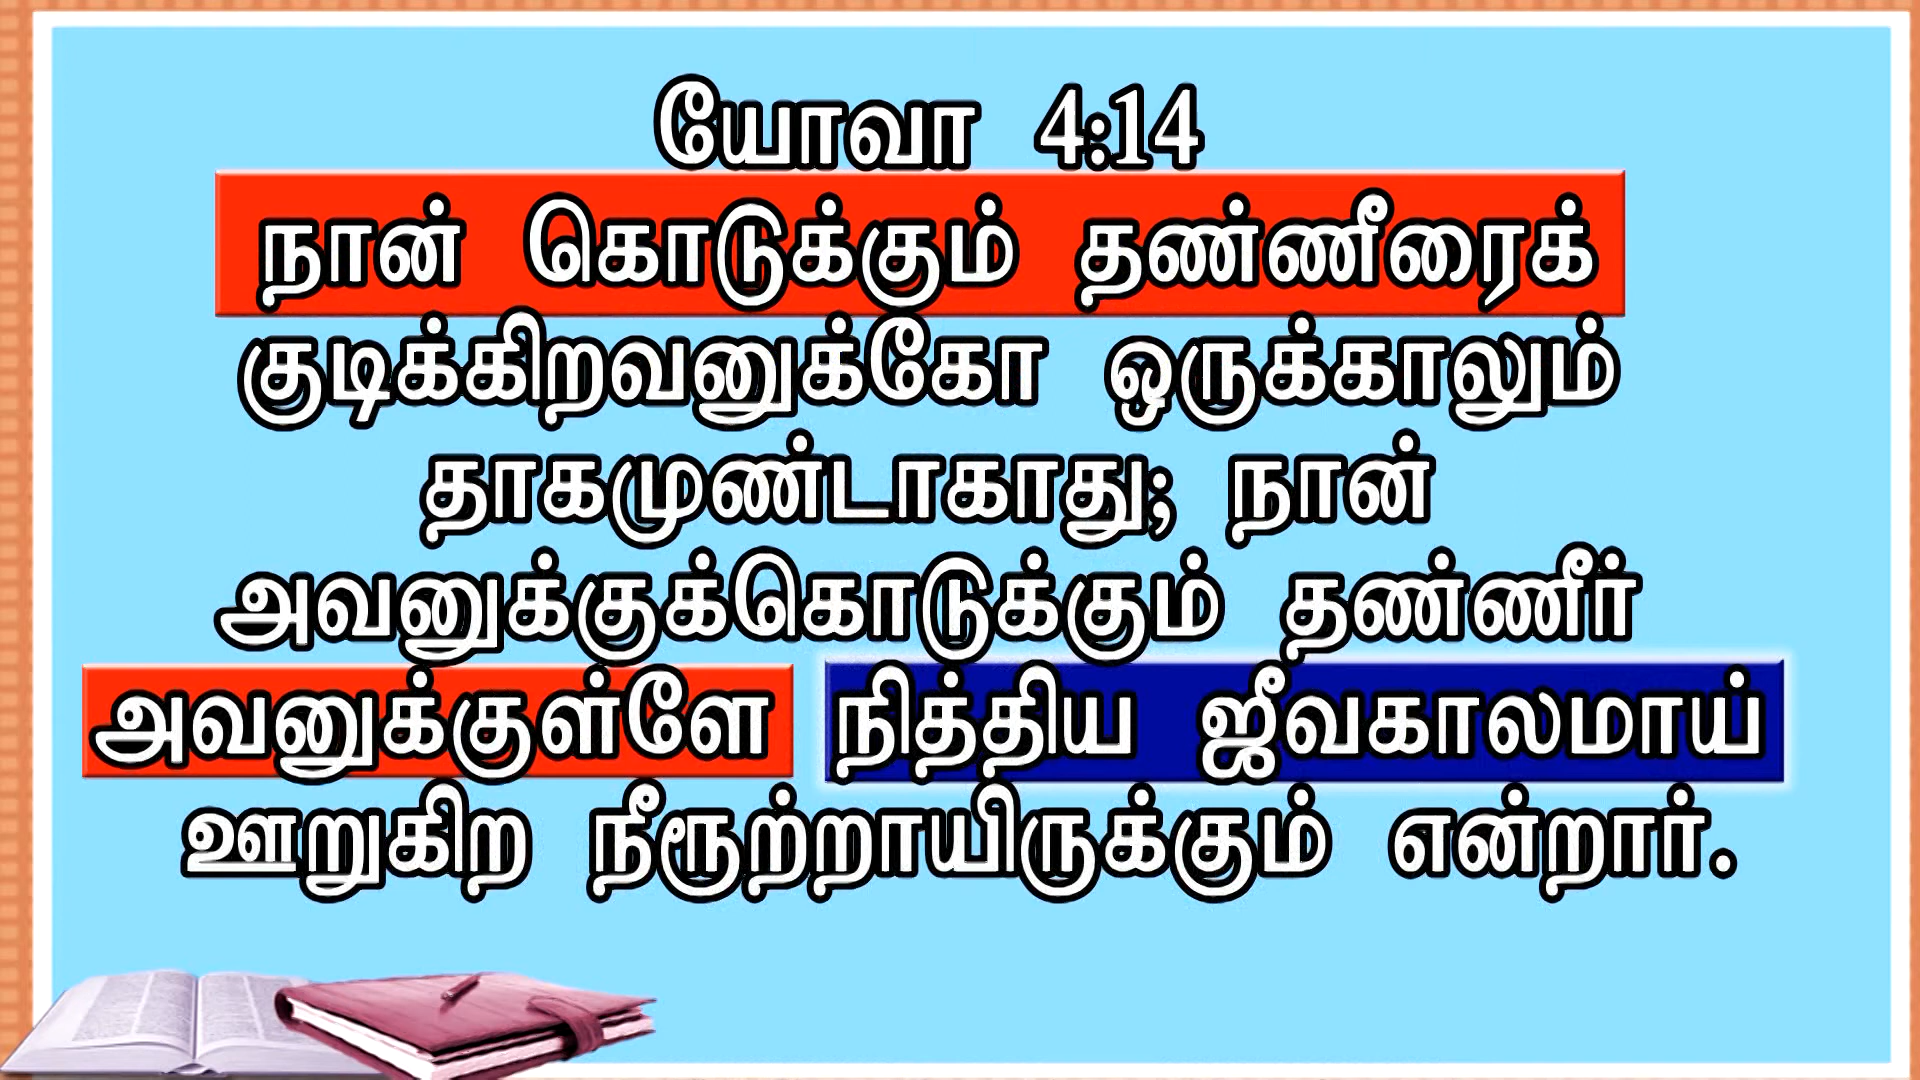 யோவா 4:14
நான் கொடுக்கும் தண்ணீரைக்
குடிக்கிறவனுக்கோ ஒருக்காலும்
தாகமுண்டாகாது; நான்
அவனுக்குக்கொடுக்கும் தண்ணீர்
அவனுக்குள்ளே நித்திய ஜீவகாலமாய்
ஊறுகிற நீரூற்றாயிருக்கும் என்றார்.